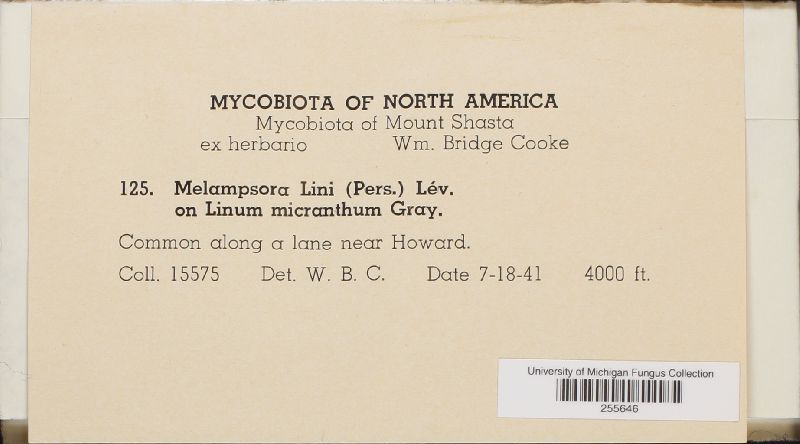 MYCOBIOTA OF NORTH AMERICA
Mycobiota of Mount Shasta
ex herbario Wm. Bridge Cooke
125. Melampsora Lini (Pers.) Lév.
on Linum micranthum Gray.
Common along a lane near Howard.
Coll. 15575 Det. W. B. C. Date 7-18-41 4000 ft.
University of Michigan Fungus Collection
255646